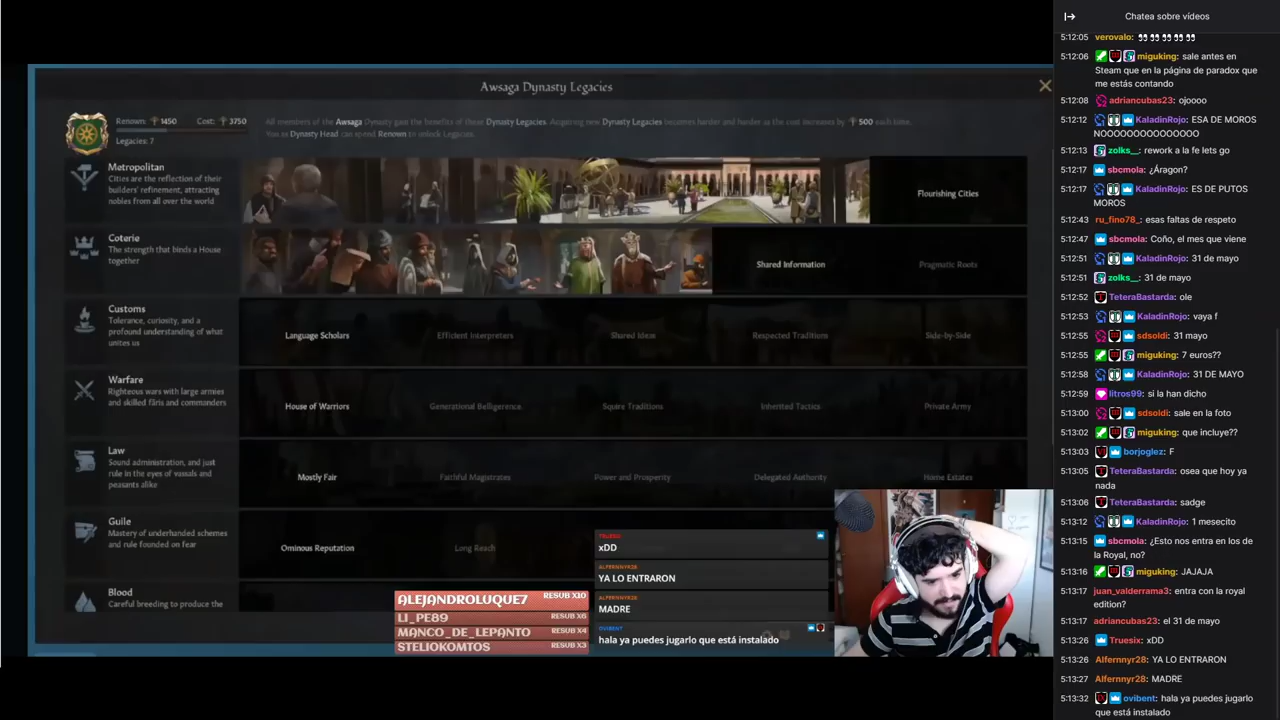 Awsaga Dynasty Legacies
Renown: 1450 Cost: 3750
Legacies: 7
All members of the Awsaga Dynasty gain the benefits of these Dynasty Legacies. Acquiring new Dynasty Legacies becomes harder and harder as the cost increases by 500 each time.
You as Dynasty Head can spend Renown to unlock Legacies.
Metropolitan
Cities are the reflection of their
builders' refinement, attracting
nobles from all over the world
Flourishing Cities
Coterie
The strength that binds a House
together
Shared Information
Pragmatic Roots
Customs
Tolerance, curiosity, and a
profound understanding of what
unites us
Language Scholars
Efficient Interpreters
Shared Ideas
Respected Traditions
Side-by-Side
Warfare
Righteous wars with large armies
and skilled fāris and commanders
House of Warriors
Generational Belligerence
Squire Traditions
Inherited Tactics
Private Army
Law
Sound administration, and just
rule in the eyes of vassals and
peasants alike
Mostly Fair
Faithful Magistrates
Power and Prosperity
Delegated Authority
Home Estates
Guile
Mastery of underhanded schemes
and rule founded on fear
Ominous Reputation
Long Reach
Blood
Careful breeding to produce the
ALEJANDROLUQUE7 RESUB X10
LI_PE89 RESUB X6
MANCO_DE_LEPANTO RESUB X4
STELIOKOMTOS RESUB X3
TRUESIX
xDD
ALFERNNYR28
YA LO ENTRARON
ALFERNNYR28
MADRE
OVIBENT
hala ya puedes jugarlo que está instalado
Chatea sobre vídeos
5:12:05 verovalo:
5:12:06 miguking: sale antes en
Steam que en la página de paradox que
me estás contando
5:12:08 adriancubas23: ojoooo
5:12:12 KaladinRojo: ESA DE MOROS
NOOOOOOOOOOOOOOO
5:12:13 zolks__: rework a la fe lets go
5:12:17 sbcmola: ¿Áragon?
5:12:17 KaladinRojo: ES DE PUTOS
MOROS
5:12:43 ru_fino78_: esas faltas de respeto
5:12:47 sbcmola: Coño, el mes que viene
5:12:51 KaladinRojo: 31 de mayo
5:12:51 zolks__: 31 de mayo
5:12:52 TeteraBastarda: ole
5:12:53 KaladinRojo: vaya f
5:12:55 sdsoldi: 31 mayo
5:12:55 miguking: 7 euros??
5:12:58 KaladinRojo: 31 DE MAYO
5:12:59 litros99: si la han dicho
5:13:00 sdsoldi: sale en la foto
5:13:02 miguking: que incluye??
5:13:03 borjoglez: F
5:13:05 TeteraBastarda: osea que hoy ya
nada
5:13:06 TeteraBastarda: sadge
5:13:12 KaladinRojo: 1 mesecito
5:13:15 sbcmola: ¿Esto nos entra en los de
la Royal, no?
5:13:16 miguking: JAJAJA
5:13:17 juan_valderrama3: entra con la royal
edition?
5:13:17 adriancubas23: el 31 de mayo
5:13:26 Truesix: xDD
5:13:26 Alfernnyr28: YA LO ENTRARON
5:13:27 Alfernnyr28: MADRE
5:13:32 ovibent: hala ya puedes jugarlo
que está instalado